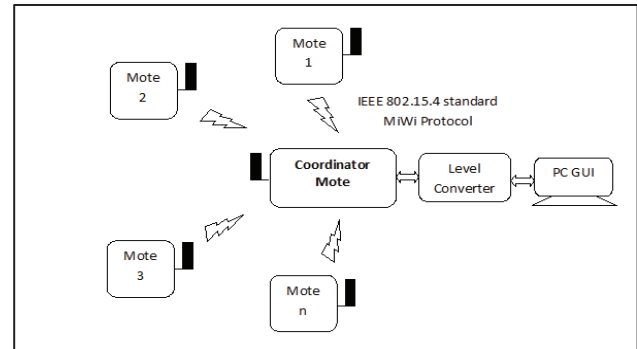 Mote
1
Mote
2
IEEE 802.15.4 standard
MiWi Protocol
Coordinator
Mote
Level
Converter
PC GUI
Mote
3
Mote
n